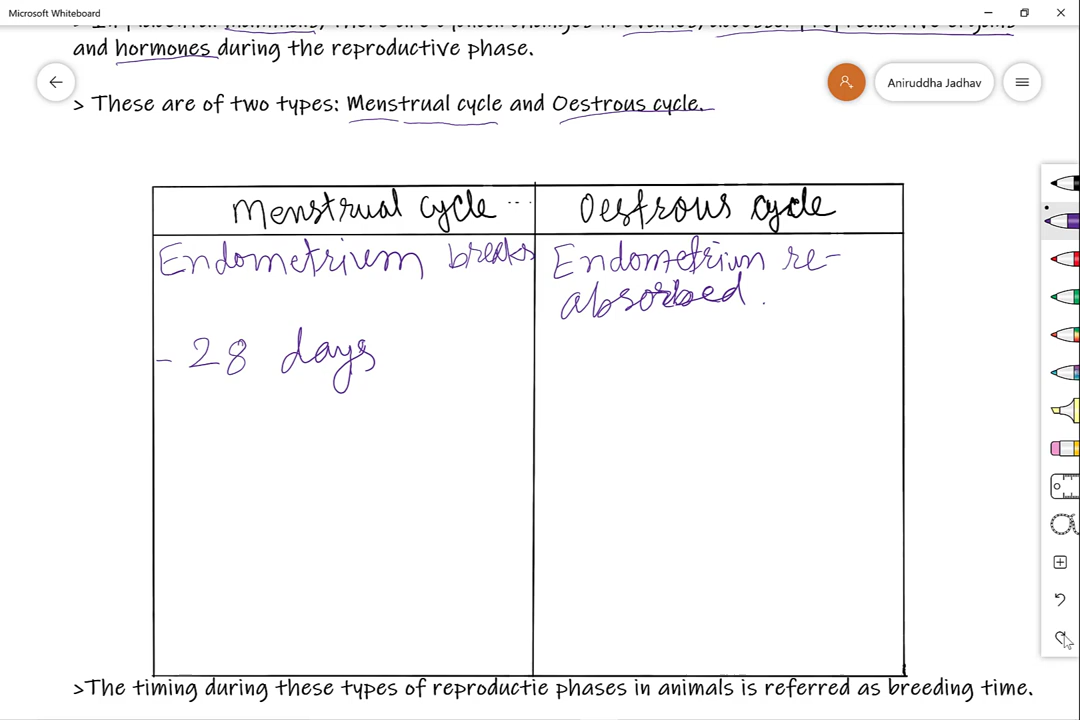 Microsoft Whiteboard
and hormones during the reproductive phase.
Aniruddha Jadhav
> These are of two types: Menstrual cycle and Oestrous cycle.
Menstrual cycle
Oestrous cycle
Endometrium breaks
Endometrium re-
absorbed.
- 28 days
>The timing during these types of reproductie phases in animals is referred as breeding time.